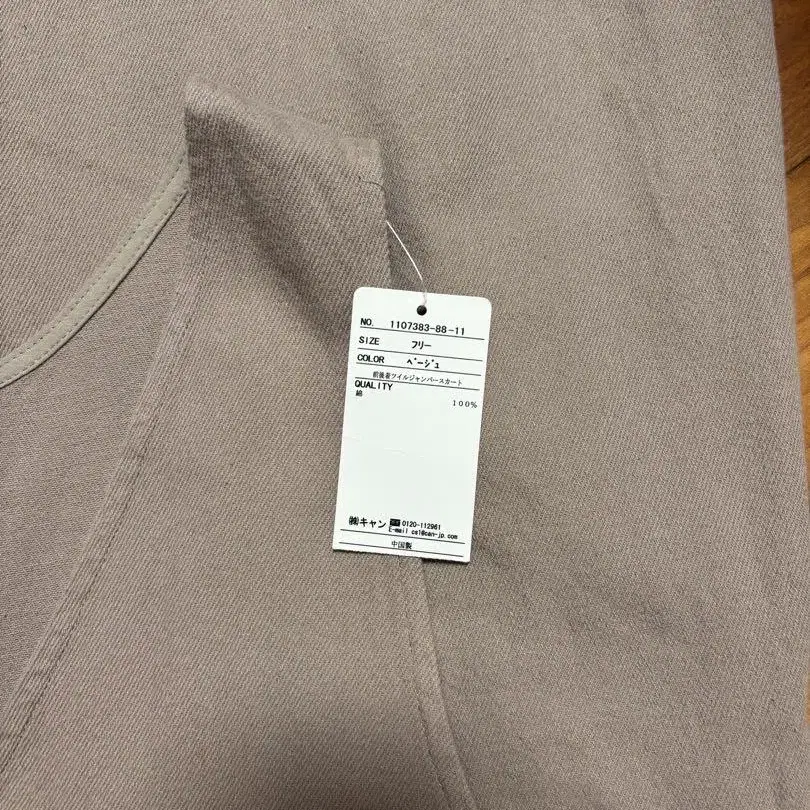 NO. 1107383-88-11
SIZE フリー
COLOR ベージュ
前後着ツイルジャンパースカート
QUALITY
綿
100%
㈱キャン 0120-112961
E-mail cs1@can-jp.com
中国製